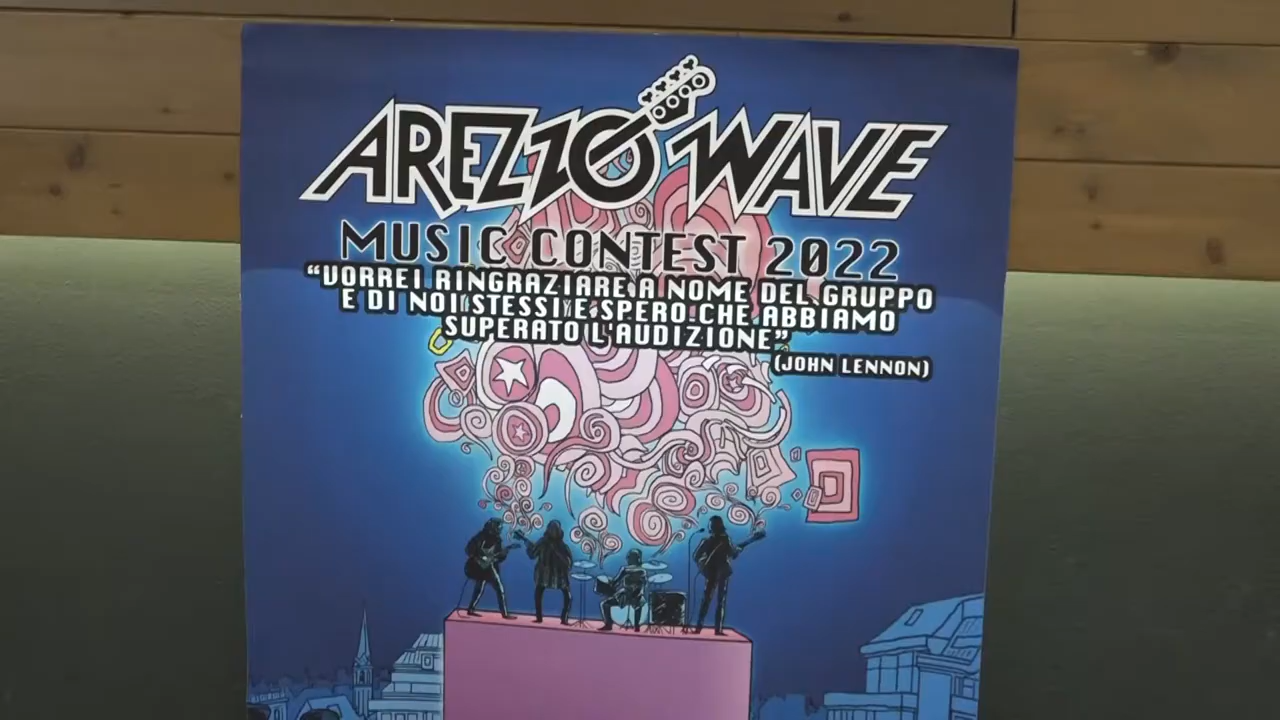 AREZZO WAVE
MUSIC CONTEST 2022
“VORREI RINGRAZIARE A NOME DEL GRUPPO
E DI NOI STESSI E SPERO CHE ABBIAMO
SUPERATO L'AUDIZIONE”
(JOHN LENNON)